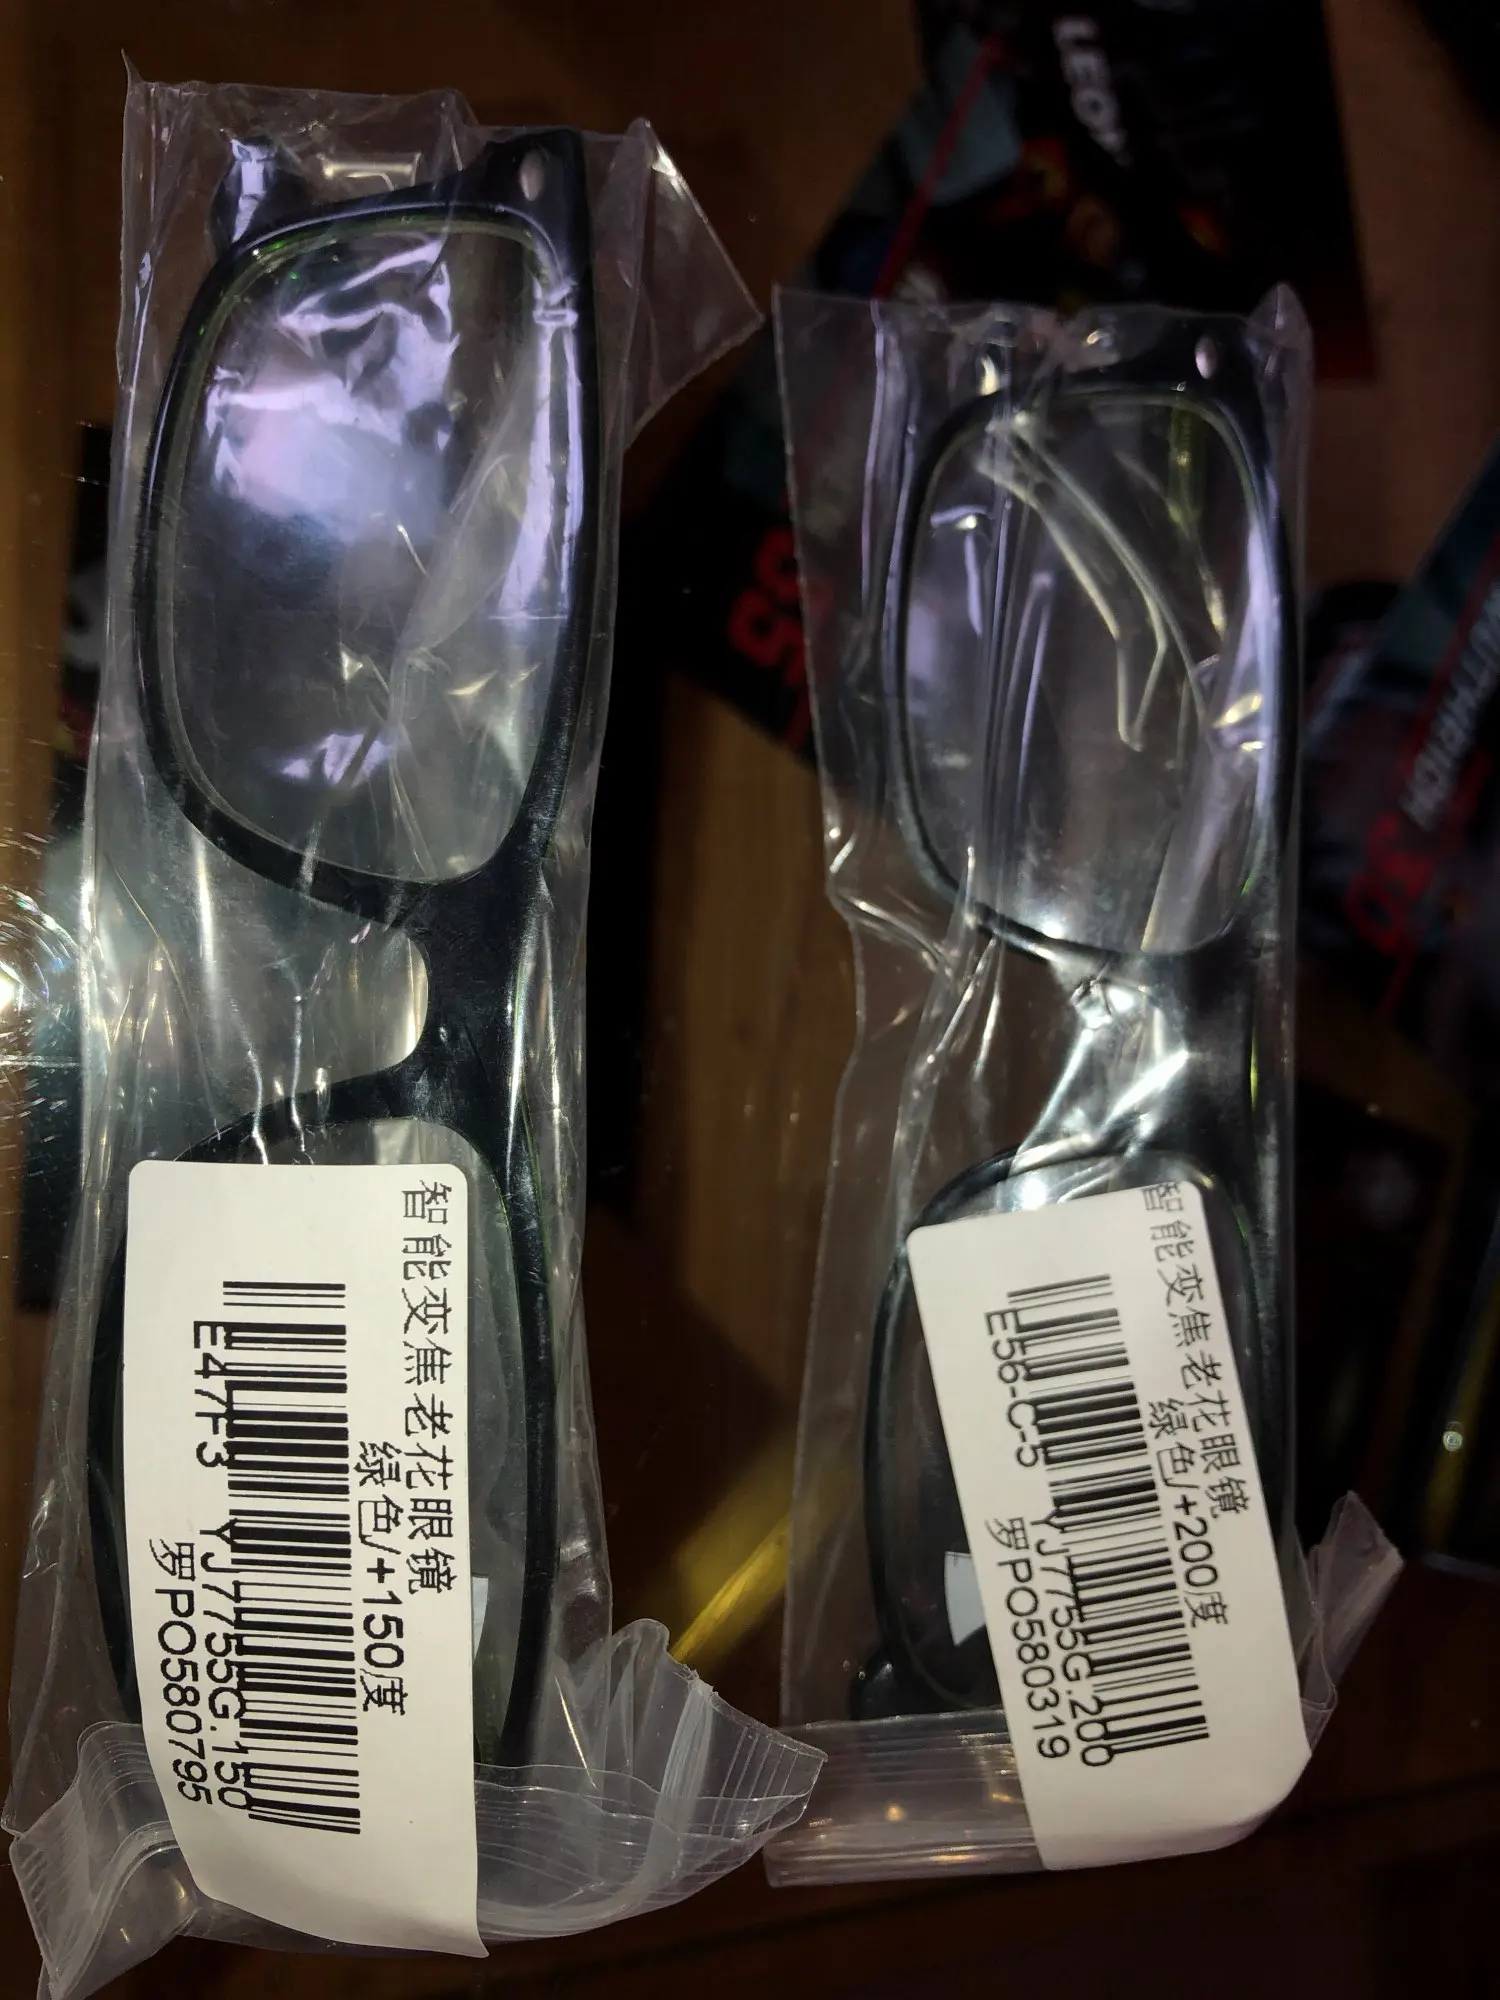 智能变焦老花眼镜
绿色/+150度
E47-F3 YJ7755G.150
罗PO580795
智能变焦老花眼镜
绿色/+200度
E56-C-5 YJ7755G.200
罗PO580319